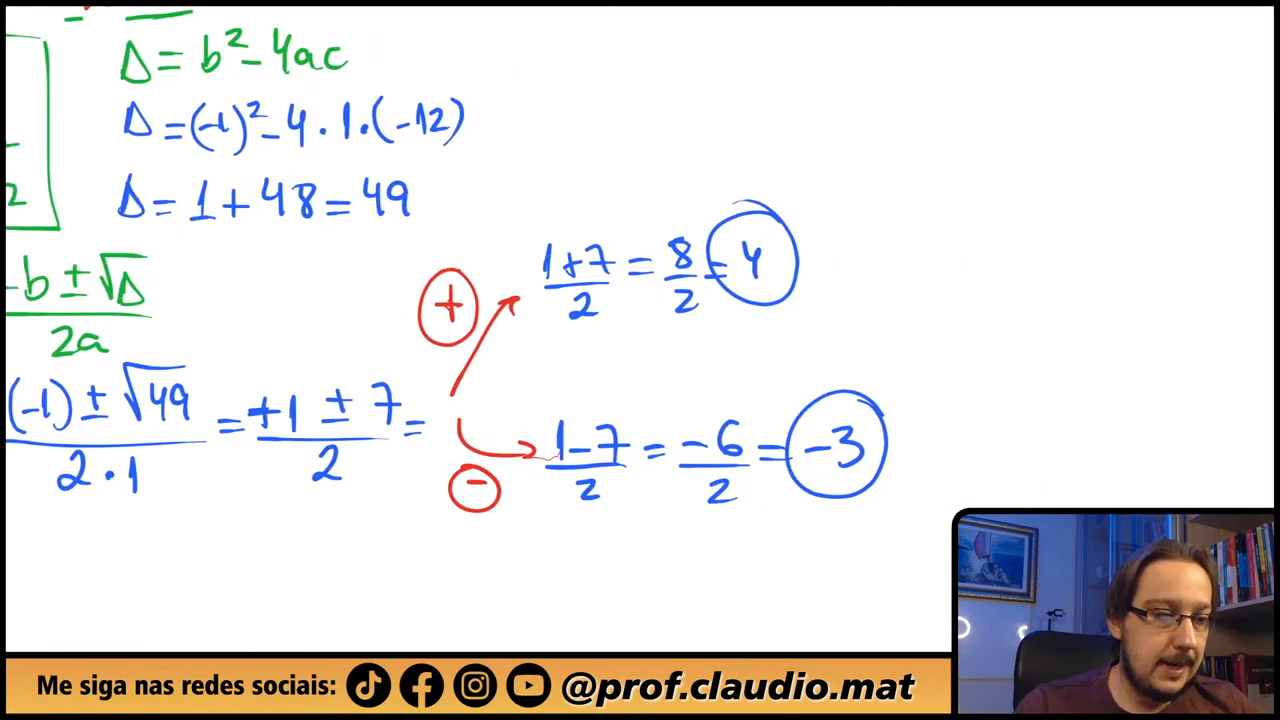 Δ = b² - 4ac
Δ = (-1)² - 4 · 1 · (-12)
Δ = 1 + 48 = 49
2
-b ± √Δ
2a
+
1+7 = 8 = 4
2 2
(-1) ± √49 = +1 ± 7 =
2 · 1 2
-
1-7 = -6 = -3
2 2
Me siga nas redes sociais: @prof.claudio.mat